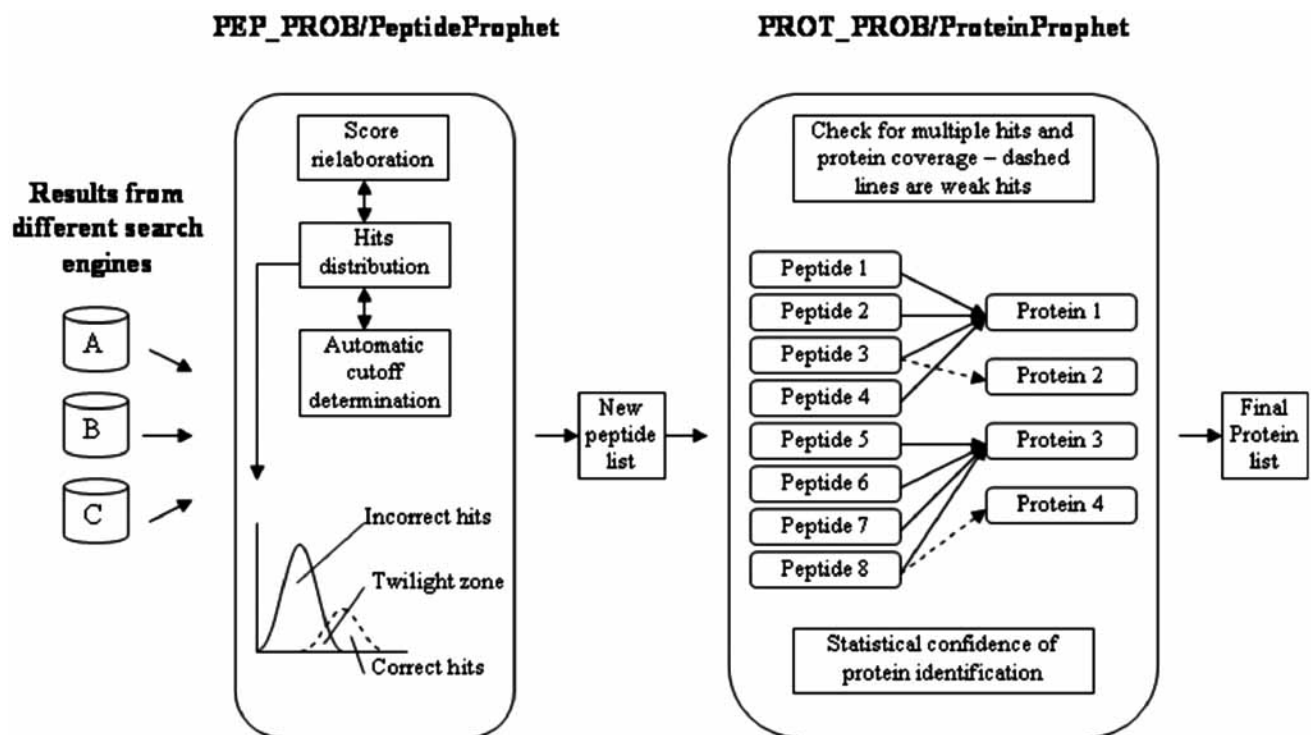 PEP_PROB/PeptideProphet
PROT_PROB/ProteinProphet
Results from
different search
engines
A
B
C
Score
rielaboration
Hits
distribution
Automatic
cutoff
determination
Incorrect hits
Twilight zone
Correct hits
New
peptide
list
Check for multiple hits and
protein coverage – dashed
lines are weak hits
Peptide 1
Peptide 2
Peptide 3
Peptide 4
Peptide 5
Peptide 6
Peptide 7
Peptide 8
Protein 1
Protein 2
Protein 3
Protein 4
Statistical confidence of
protein identification
Final
Protein
list